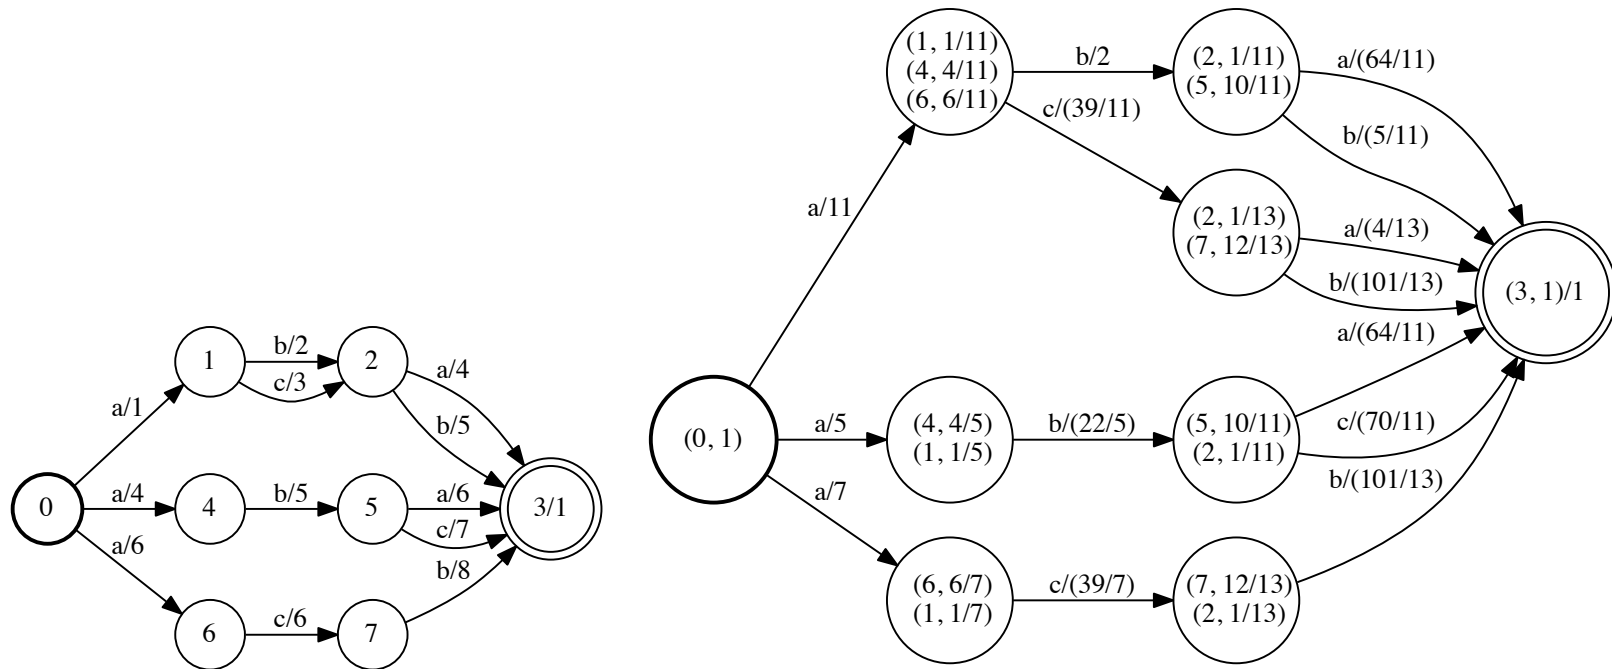 0
a/1
a/4
a/6
1
b/2
c/3
2
a/4
b/5
4
b/5
5
a/6
c/7
6
c/6
7
b/8
3/1
(0, 1)
a/11
a/5
a/7
(1, 1/11)
(4, 4/11)
(6, 6/11)
b/2
c/(39/11)
(2, 1/11)
(5, 10/11)
a/(64/11)
b/(5/11)
(2, 1/13)
(7, 12/13)
a/(4/13)
b/(101/13)
(4, 4/5)
(1, 1/5)
b/(22/5)
(5, 10/11)
(2, 1/11)
a/(64/11)
c/(70/11)
(6, 6/7)
(1, 1/7)
c/(39/7)
(7, 12/13)
(2, 1/13)
b/(101/13)
(3, 1)/1